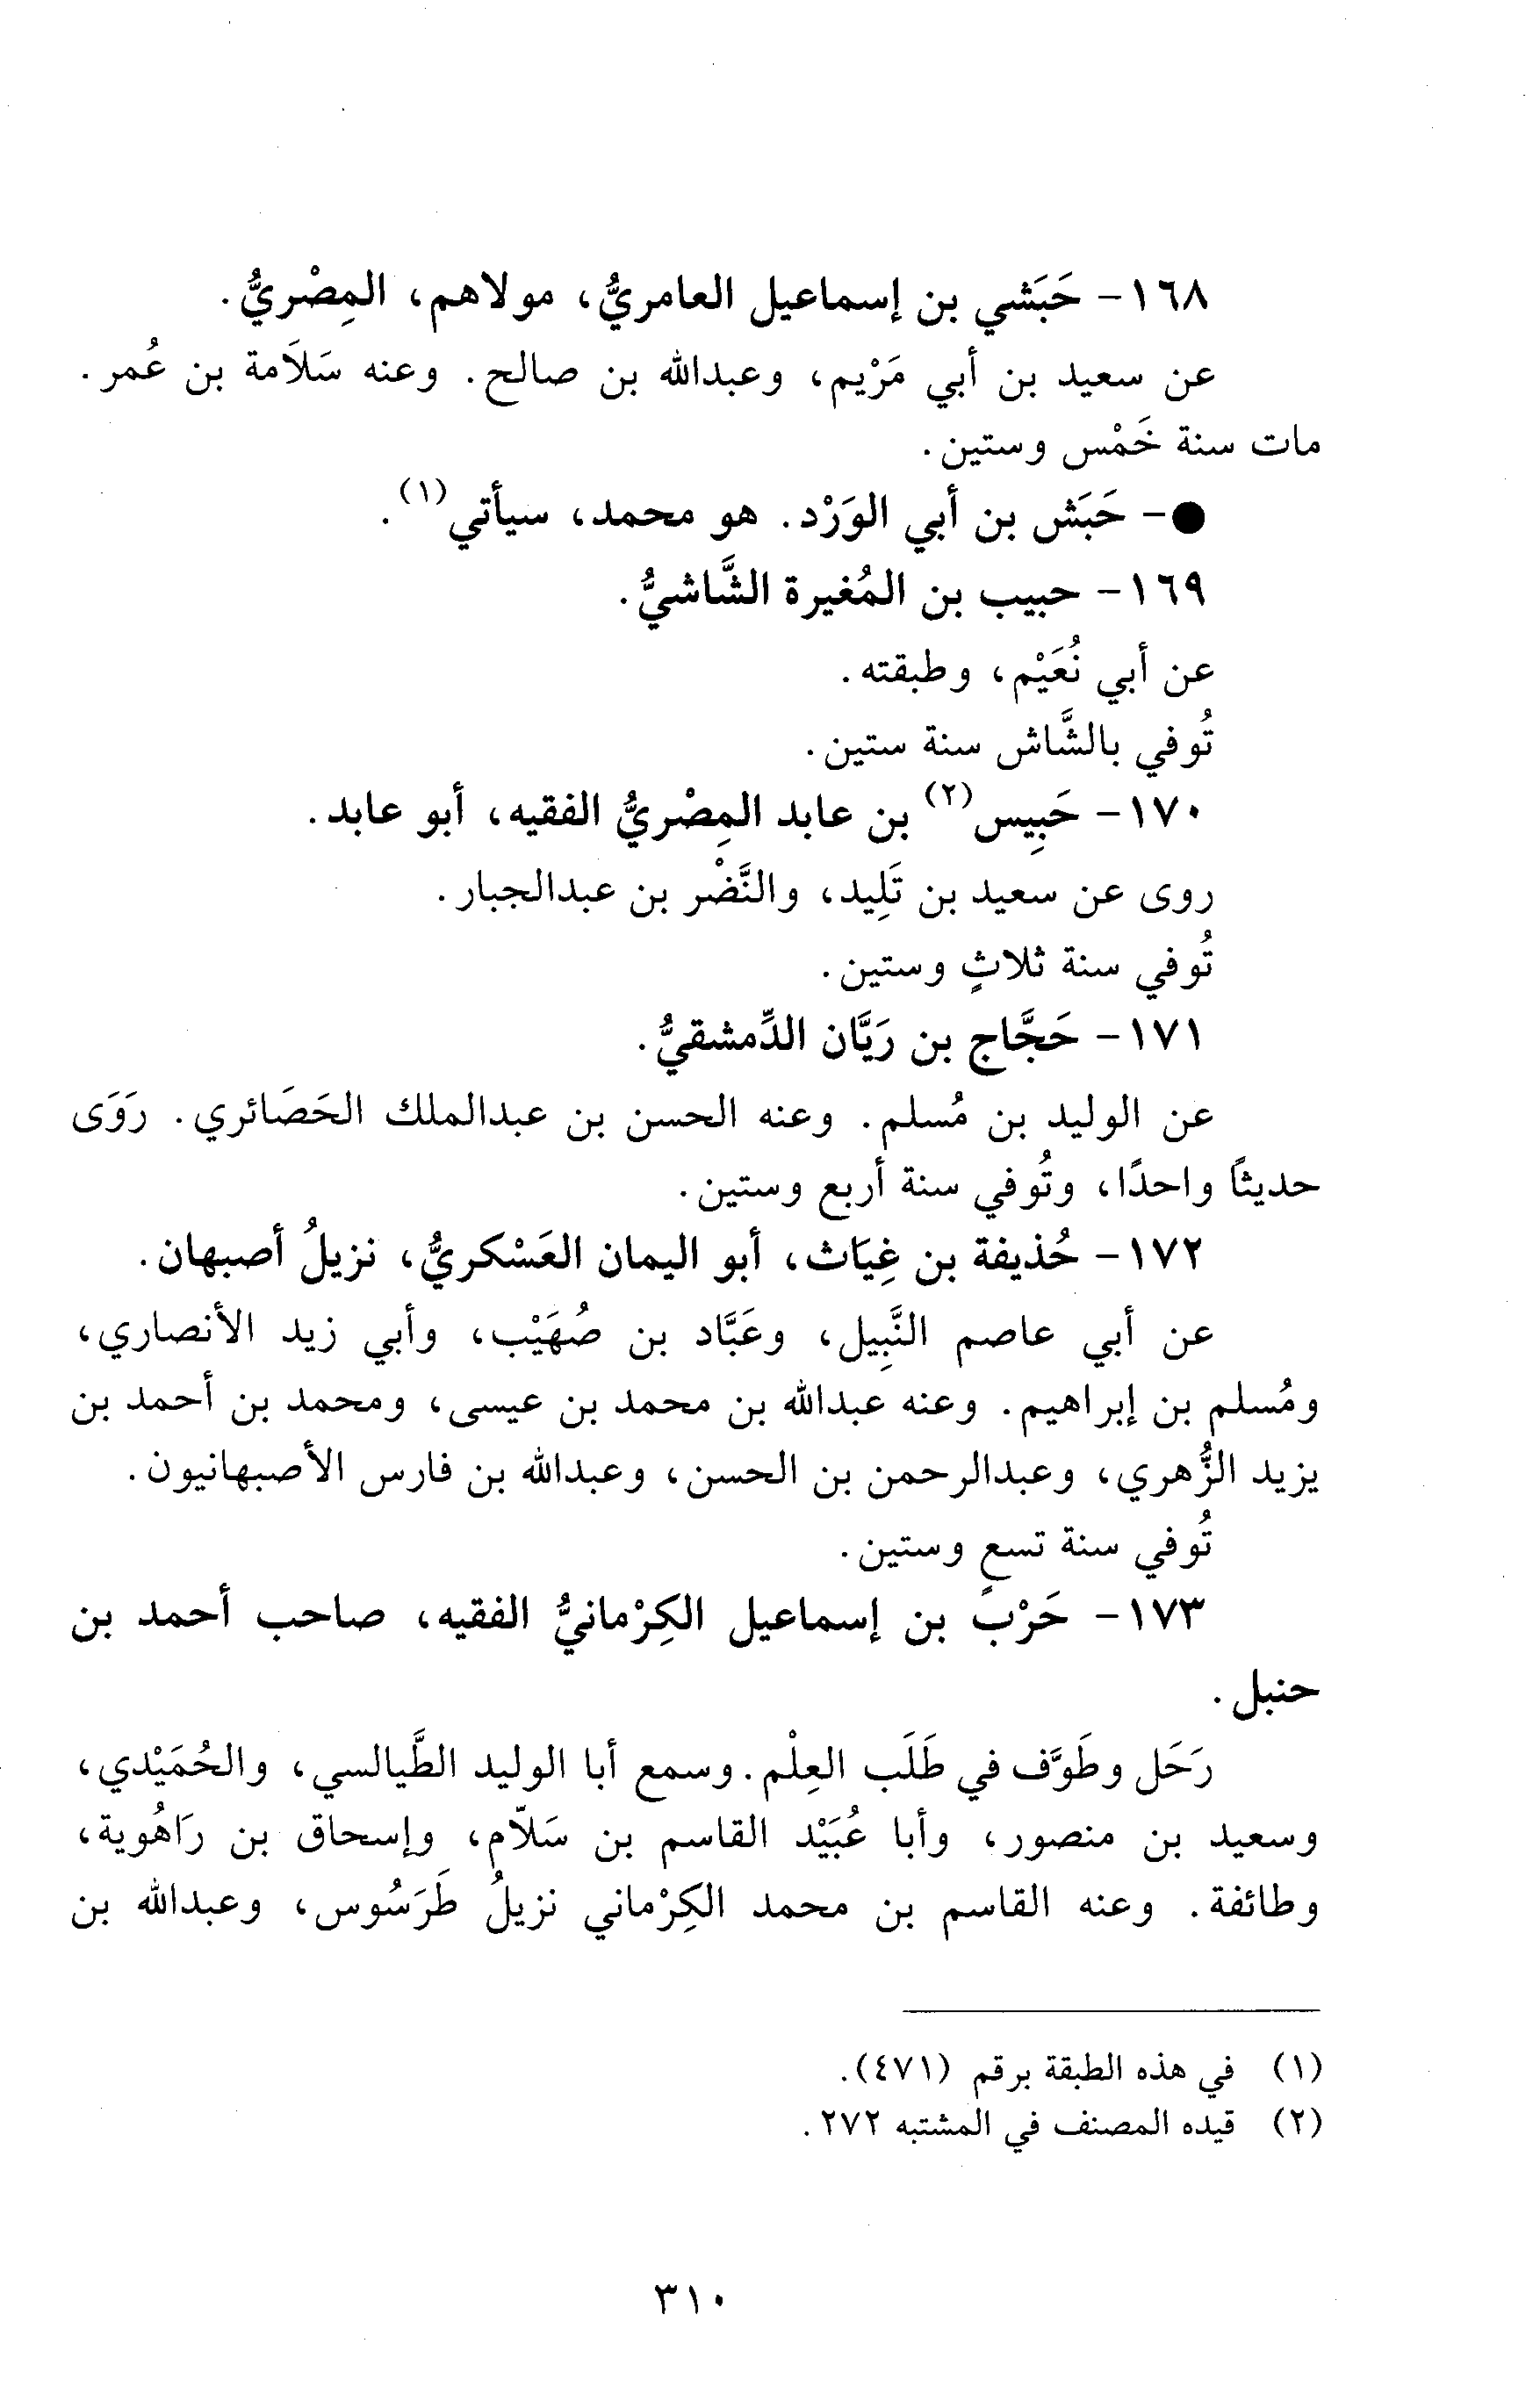 ١٦٨- حَبَشي بن إسماعيل العامريُّ، مولاهم، المِصْريُّ.
عن سعيد بن أبي مَرْيم، وعبدالله بن صالح. وعنه سَلاَمة بن عُمر.
مات سنة خَمْس وستين.
●- حَبَش بن أبي الوَرْد. هو محمد، سيأتي(١).
١٦٩- حبيب بن المُغيرة الشَّاشيُّ.
عن أبي نُعَيْم، وطبقته.
تُوفي بالشَّاش سنة ستين.
١٧٠- حَبِيس(٢) بن عابد المِصْريُّ الفقيه، أبو عابد.
روى عن سعيد بن تَلِيد، والنَّضْر بن عبدالجبار.
تُوفي سنة ثلاثٍ وستين.
١٧١- حَجَّاج بن رَيَّان الدِّمشقيُّ.
عن الوليد بن مُسلم. وعنه الحسن بن عبدالملك الحَصَائري. رَوَى
حديثًا واحدًا، وتُوفي سنة أربع وستين.
١٧٢- حُذيفة بن غِيَاث، أبو اليمان العَسْكريُّ، نزيلُ أصبهان.
عن أبي عاصم النَّبِيل، وعَبَّاد بن صُهَيْب، وأبي زيد الأنصاري،
ومُسلم بن إبراهيم. وعنه عبدالله بن محمد بن عيسى، ومحمد بن أحمد بن
يزيد الزُّهري، وعبدالرحمن بن الحسن، وعبدالله بن فارس الأصبهانيون.
تُوفي سنة تسعٍ وستين.
١٧٣- حَرْب بن إسماعيل الكِرْمانيُّ الفقيه، صاحب أحمد بن
حنبل.
رَحَل وطَوَّف في طَلَب العِلْم. وسمع أبا الوليد الطَّيالسي، والحُمَيْدي،
وسعيد بن منصور، وأبا عُبَيْد القاسم بن سَلاّم، وإسحاق بن رَاهُوية،
وطائفة. وعنه القاسم بن محمد الكِرْماني نزيلُ طَرَسُوس، وعبدالله بن
(١) في هذه الطبقة برقم (٤٧١).
(٢) قيده المصنف في المشتبه ٢٧٢.
٣١٠